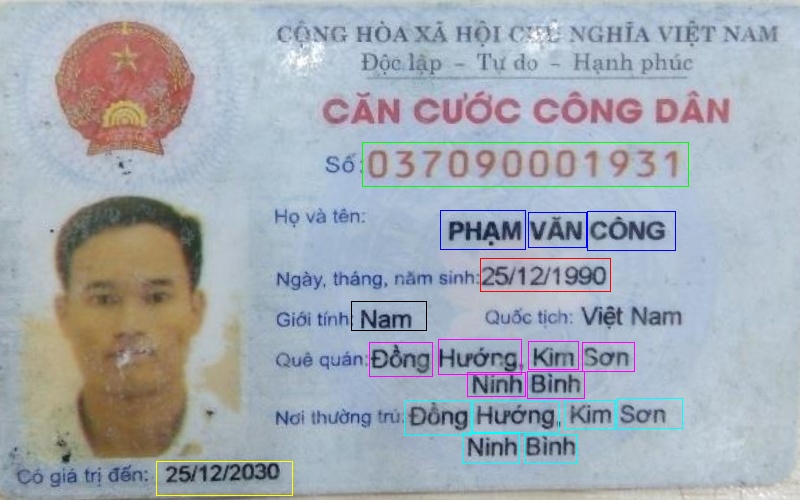 CỘNG HÒA XÃ HỘI CHỦ NGHĨA VIỆT NAM
Độc lập - Tự do - Hạnh phúc
CĂN CƯỚC CÔNG DÂN
Số: 037090001931
Họ và tên:
PHẠM VĂN CÔNG
Ngày, tháng, năm sinh: 25/12/1990
Giới tính: Nam Quốc tịch: Việt Nam
Quê quán: Đồng Hướng, Kim Sơn
Ninh Bình
Nơi thường trú: Đồng Hướng, Kim Sơn
Ninh Bình
Có giá trị đến: 25/12/2030